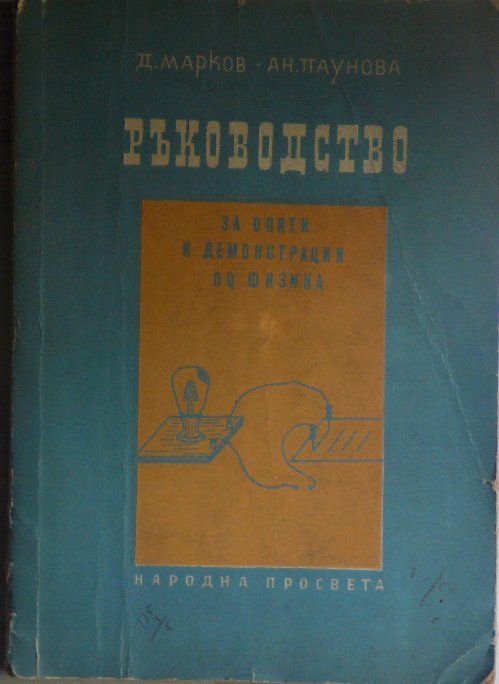 Д. МАРКОВ - АН. ПАУНОВА
РЪКОВОДСТВО
ЗА ОПИТИ
И ДЕМОНСТРАЦИИ
ПО ФИЗИКА
НАРОДНА ПРОСВЕТА